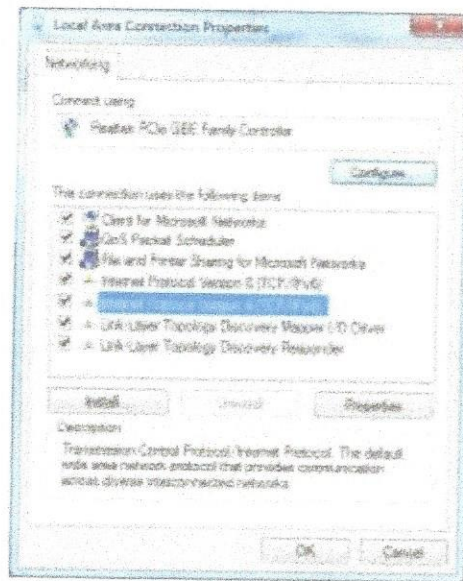 Local Area Connection Properties
Networking
Connect using:
Realtek PCIe GBE Family Controller
Configure...
This connection uses the following items:
Client for Microsoft Networks
QoS Packet Scheduler
File and Printer Sharing for Microsoft Networks
Internet Protocol Version 6 (TCP/IPv6)
Link-Layer Topology Discovery Mapper I/O Driver
Link-Layer Topology Discovery Responder
Install...
Uninstall
Properties
Description
Transmission Control Protocol/Internet Protocol. The default
wide area network protocol that provides communication
across diverse interconnected networks.
OK
Cancel